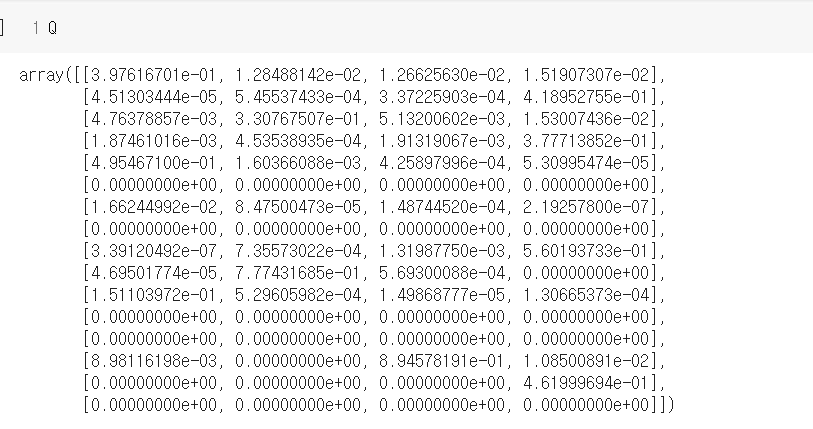 ] 1 Q
array([[3.97616701e-01, 1.28488142e-02, 1.26625630e-02, 1.51907307e-02],
[4.51303444e-05, 5.45537433e-04, 3.37225903e-04, 4.18952755e-01],
[4.76378857e-03, 3.30767507e-01, 5.13200602e-03, 1.53007436e-02],
[1.87461016e-03, 4.53538935e-04, 1.91319067e-03, 3.77713852e-01],
[4.95467100e-01, 1.60366088e-03, 4.25897996e-04, 5.30995474e-05],
[0.00000000e+00, 0.00000000e+00, 0.00000000e+00, 0.00000000e+00],
[1.66244992e-02, 8.47500473e-05, 1.48744520e-04, 2.19257800e-07],
[0.00000000e+00, 0.00000000e+00, 0.00000000e+00, 0.00000000e+00],
[3.39120492e-07, 7.35573022e-04, 1.31987750e-03, 5.60193733e-01],
[4.69501774e-05, 7.77431685e-01, 5.69300088e-04, 0.00000000e+00],
[1.51103972e-01, 5.29605982e-04, 1.49868777e-05, 1.30665373e-04],
[0.00000000e+00, 0.00000000e+00, 0.00000000e+00, 0.00000000e+00],
[0.00000000e+00, 0.00000000e+00, 0.00000000e+00, 0.00000000e+00],
[8.98116198e-03, 0.00000000e+00, 8.94578191e-01, 1.08500891e-02],
[0.00000000e+00, 0.00000000e+00, 0.00000000e+00, 4.61999694e-01],
[0.00000000e+00, 0.00000000e+00, 0.00000000e+00, 0.00000000e+00]])